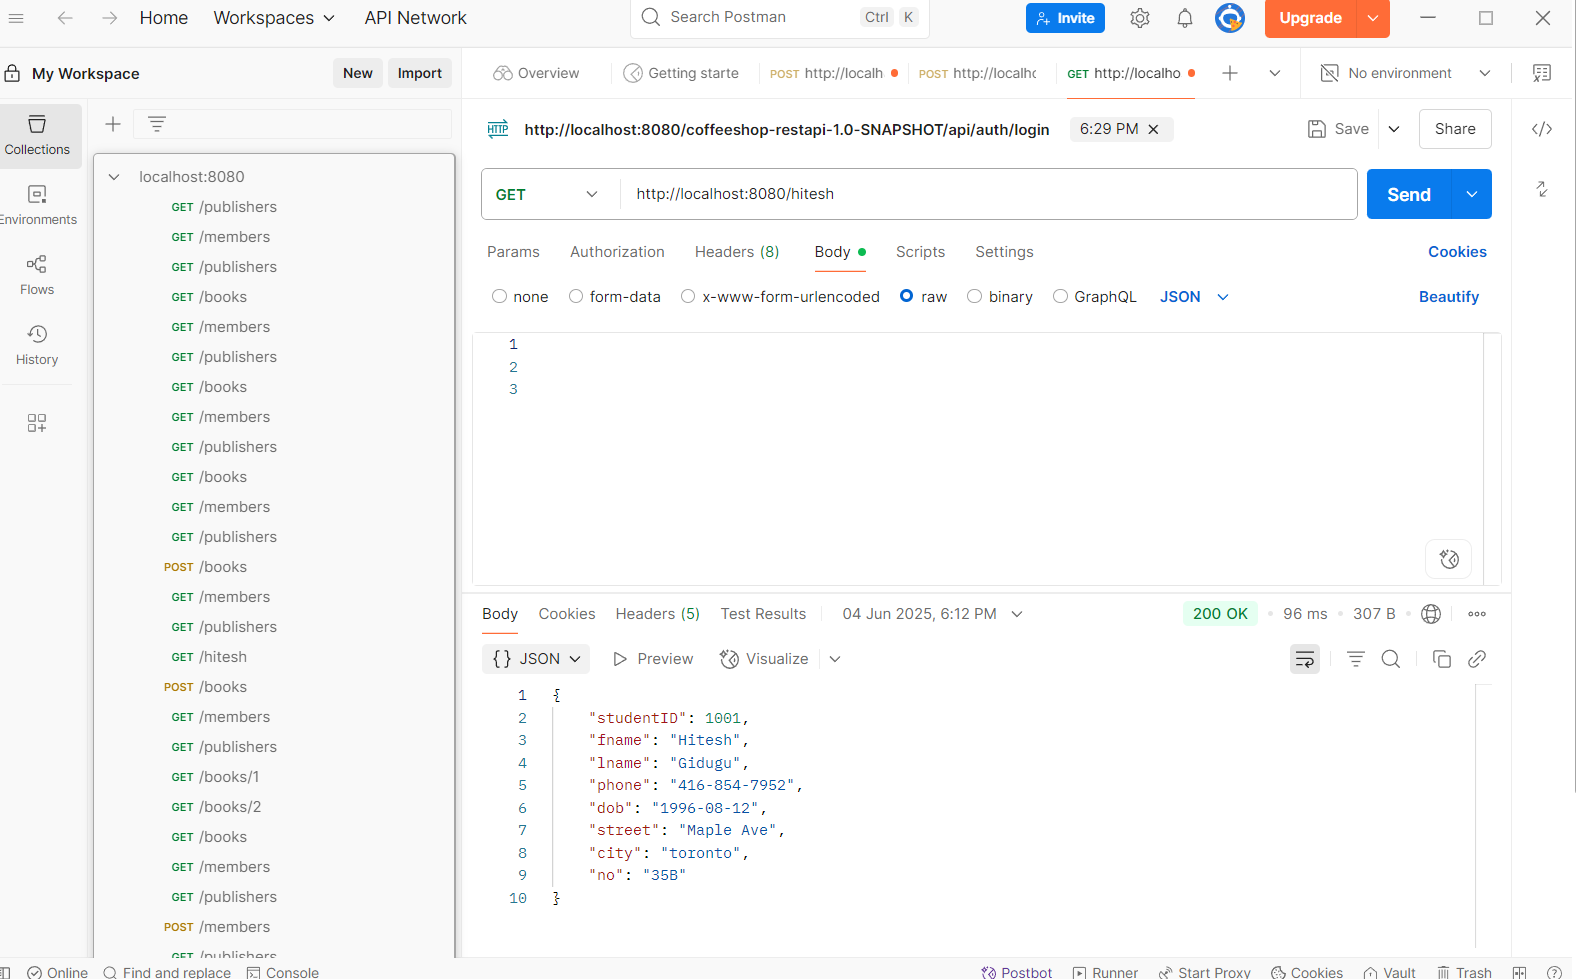 Home Workspaces API Network Search Postman Ctrl K Invite Upgrade
My Workspace New Import Overview Getting starte POST http://localh POST http://localhc GET http://localho No environment
Collections
Environments
Flows
History
localhost:8080
GET /publishers
GET /members
GET /publishers
GET /books
GET /members
GET /publishers
GET /books
GET /members
GET /publishers
GET /books
GET /members
GET /publishers
POST /books
GET /members
GET /publishers
GET /hitesh
POST /books
GET /members
GET /publishers
GET /books/1
GET /books/2
GET /books
GET /members
GET /publishers
POST /members
GET /publishers
HTTP http://localhost:8080/coffeeshop-restapi-1.0-SNAPSHOT/api/auth/login 6:29 PM Save Share
GET http://localhost:8080/hitesh Send
Params Authorization Headers (8) Body Scripts Settings Cookies
none form-data x-www-form-urlencoded raw binary GraphQL JSON Beautify
1
2
3
Body Cookies Headers (5) Test Results 04 Jun 2025, 6:12 PM 200 OK 96 ms 307 B
{} JSON Preview Visualize
1 {
2 "studentID": 1001,
3 "fname": "Hitesh",
4 "lname": "Gidugu",
5 "phone": "416-854-7952",
6 "dob": "1996-08-12",
7 "street": "Maple Ave",
8 "city": "toronto",
9 "no": "35B"
10 }
Online Find and replace Console Postbot Runner Start Proxy Cookies Vault Trash